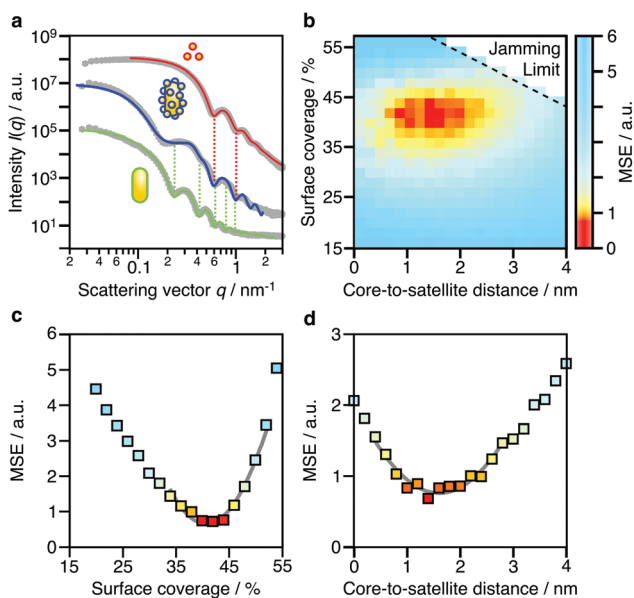 a
10⁹
10⁷
10⁵
10³
10¹
Intensity I(q) / a.u.
2 4 6 0.1 2 4 6 1 2
Scattering vector q / nm⁻¹
b
55
45
35
25
15
Surface coverage / %
Jamming
Limit
0 1 2 3 4
Core-to-satellite distance / nm
6
5
4
3
2
1
0
MSE / a.u.
c
6
5
4
3
2
1
0
MSE / a.u.
15 25 35 45 55
Surface coverage / %
d
3
2
1
0
MSE / a.u.
0 1 2 3 4
Core-to-satellite distance / nm